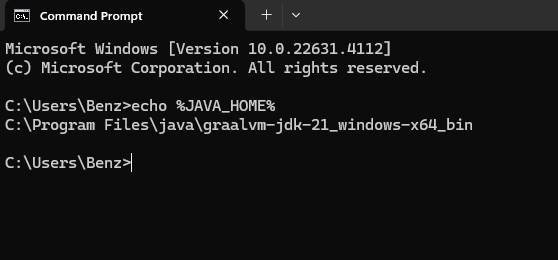 Command Prompt
Microsoft Windows [Version 10.0.22631.4112]
(c) Microsoft Corporation. All rights reserved.
C:\Users\Benz>echo %JAVA_HOME%
C:\Program Files\java\graalvm-jdk-21_windows-x64_bin
C:\Users\Benz>